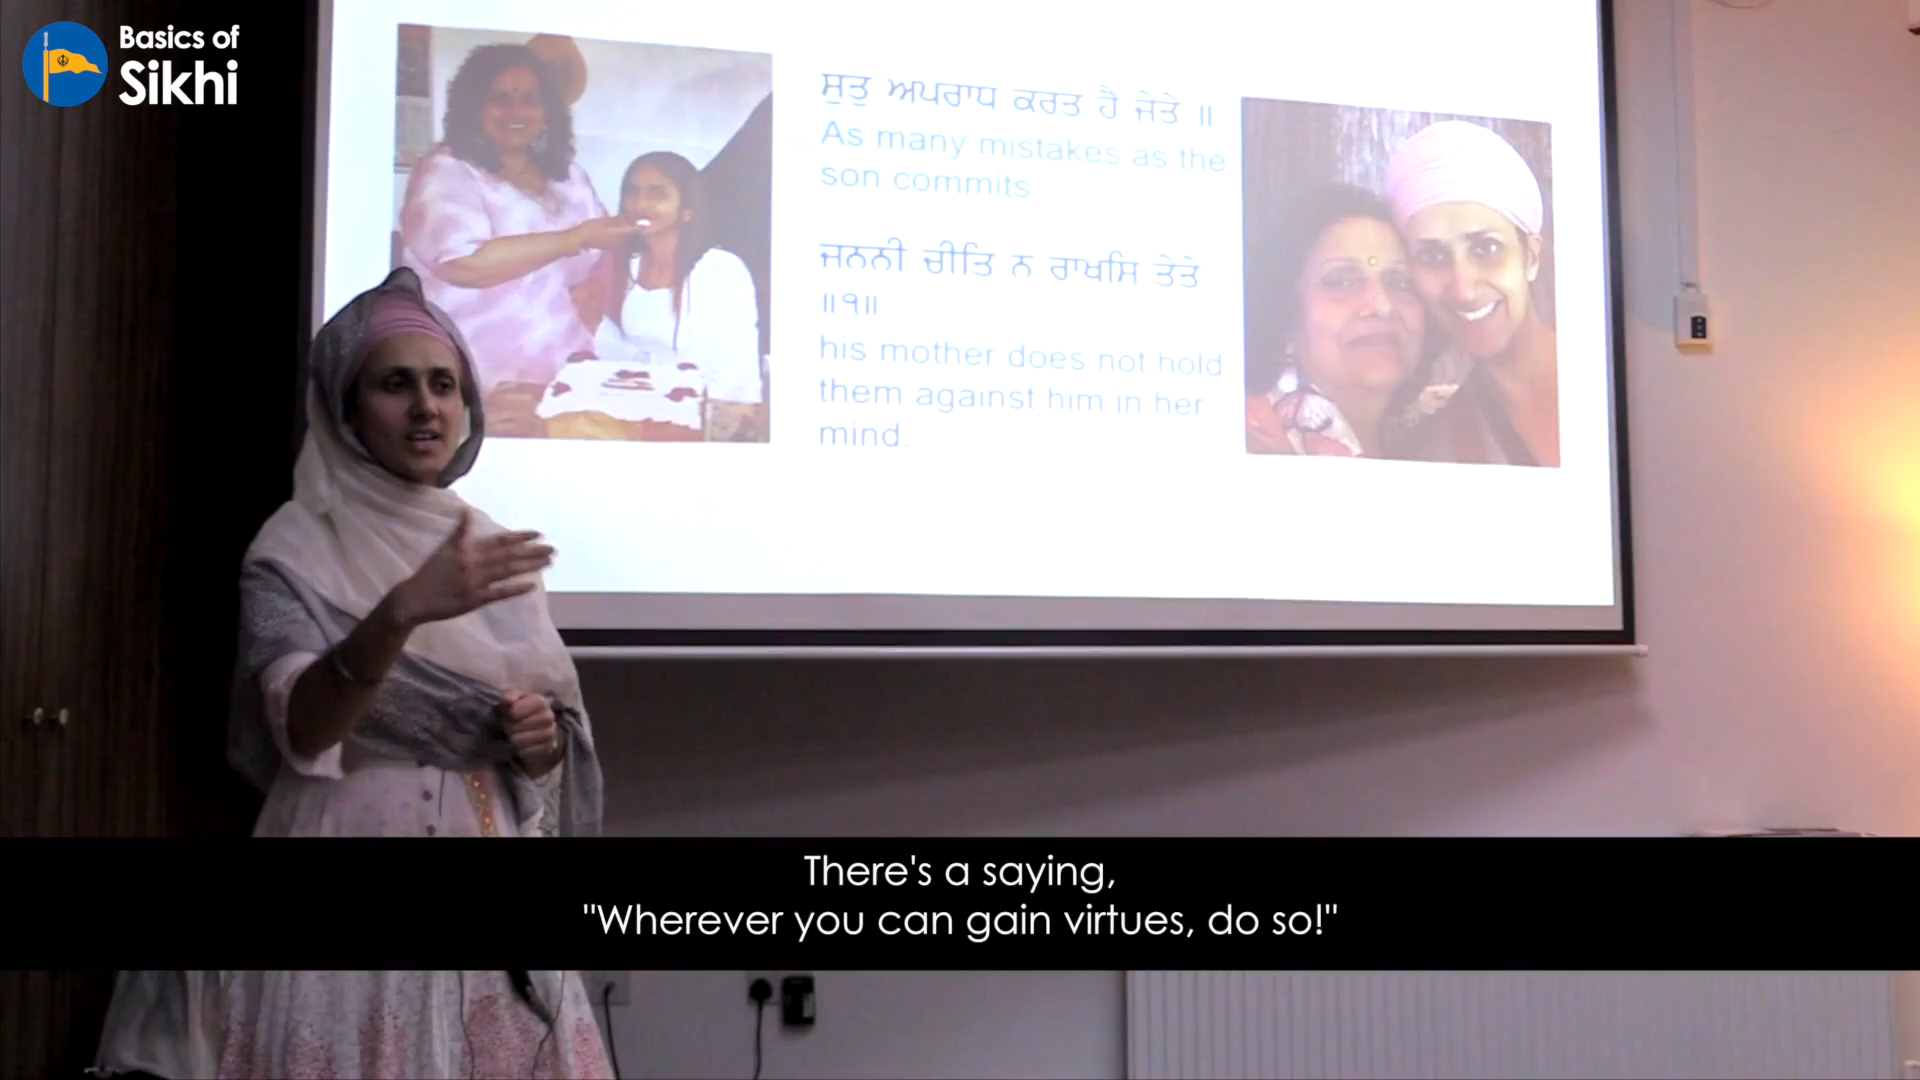 Basics of
Sikhi
ਸੁਤੁ ਅਪਰਾਧ ਕਰਤ ਹੈ ਜੇਤੇ ॥
As many mistakes as the
son commits
ਜਨਨੀ ਚੀਤਿ ਨ ਰਾਖਸਿ ਤੇਤੇ
॥੧॥
his mother does not hold
them against him in her
mind.
There's a saying,
"Wherever you can gain virtues, do so!"